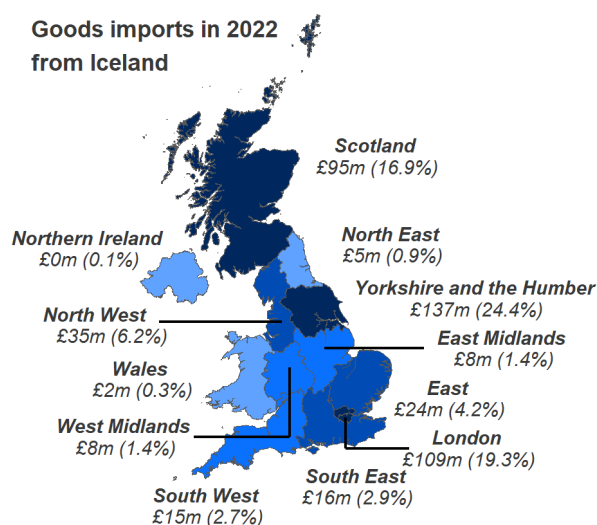 Goods imports in 2022
from Iceland
Scotland
£95m (16.9%)
Northern Ireland
£0m (0.1%)
North East
£5m (0.9%)
Yorkshire and the Humber
£137m (24.4%)
North West
£35m (6.2%)
East Midlands
£8m (1.4%)
Wales
£2m (0.3%)
East
£24m (4.2%)
West Midlands
£8m (1.4%)
London
£109m (19.3%)
South East
£16m (2.9%)
South West
£15m (2.7%)